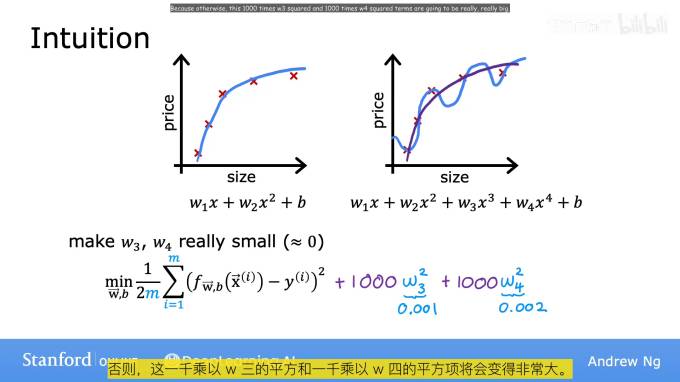 Because otherwise, this 1000 times w3 squared and 1000 times w4 squared terms are going to be really, really big.
bilibili
Intuition
price
size
price
size
w₁x + w₂x² + b
w₁x + w₂x² + w₃x³ + w₄x⁴ + b
make w₃, w₄ really small (≈ 0)
min_{w⃗,b} 1/2m ∑_{i=1}^{m} (f_{w⃗,b}(x⃗⁽ⁱ⁾) − y⁽ⁱ⁾)² + 1000 w₃² + 1000 w₄²
0.001 0.002
Stanford Andrew Ng
否则，这一千乘以 w 三的平方和一千乘以 w 四的平方项将会变得非常大。